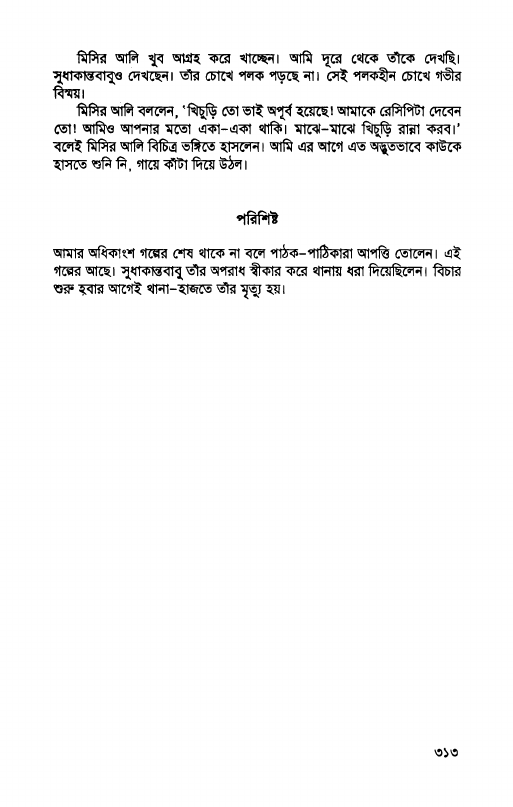 মিসির আলি খুব আগ্রহ করে খাচ্ছেন। আমি দূরে থেকে তাঁকে দেখছি।
সুধাকান্তবাবুও দেখছেন। তাঁর চোখে পলক পড়ছে না। সেই পলকহীন চোখে গভীর
বিস্ময়।
মিসির আলি বললেন, ‘খিচুড়ি তো ভাই অপূর্ব হয়েছে! আমাকে রেসিপিটা দেবেন
তো! আমিও আপনার মতো একা-একা থাকি। মাঝে-মাঝে খিচুড়ি রান্না করব।’
বলেই মিসির আলি বিচিত্র ভঙ্গিতে হাসলেন। আমি এর আগে এত অদ্ভুতভাবে কাউকে
হাসতে শুনি নি, গায়ে কাঁটা দিয়ে উঠল।
পরিশিষ্ট
আমার অধিকাংশ গল্পের শেষ থাকে না বলে পাঠক-পাঠিকারা আপত্তি তোলেন। এই
গল্পের আছে। সুধাকান্তবাবু তাঁর অপরাধ স্বীকার করে থানায় ধরা দিয়েছিলেন। বিচার
শুরু হবার আগেই থানা-হাজতে তাঁর মৃত্যু হয়।
৩১৩